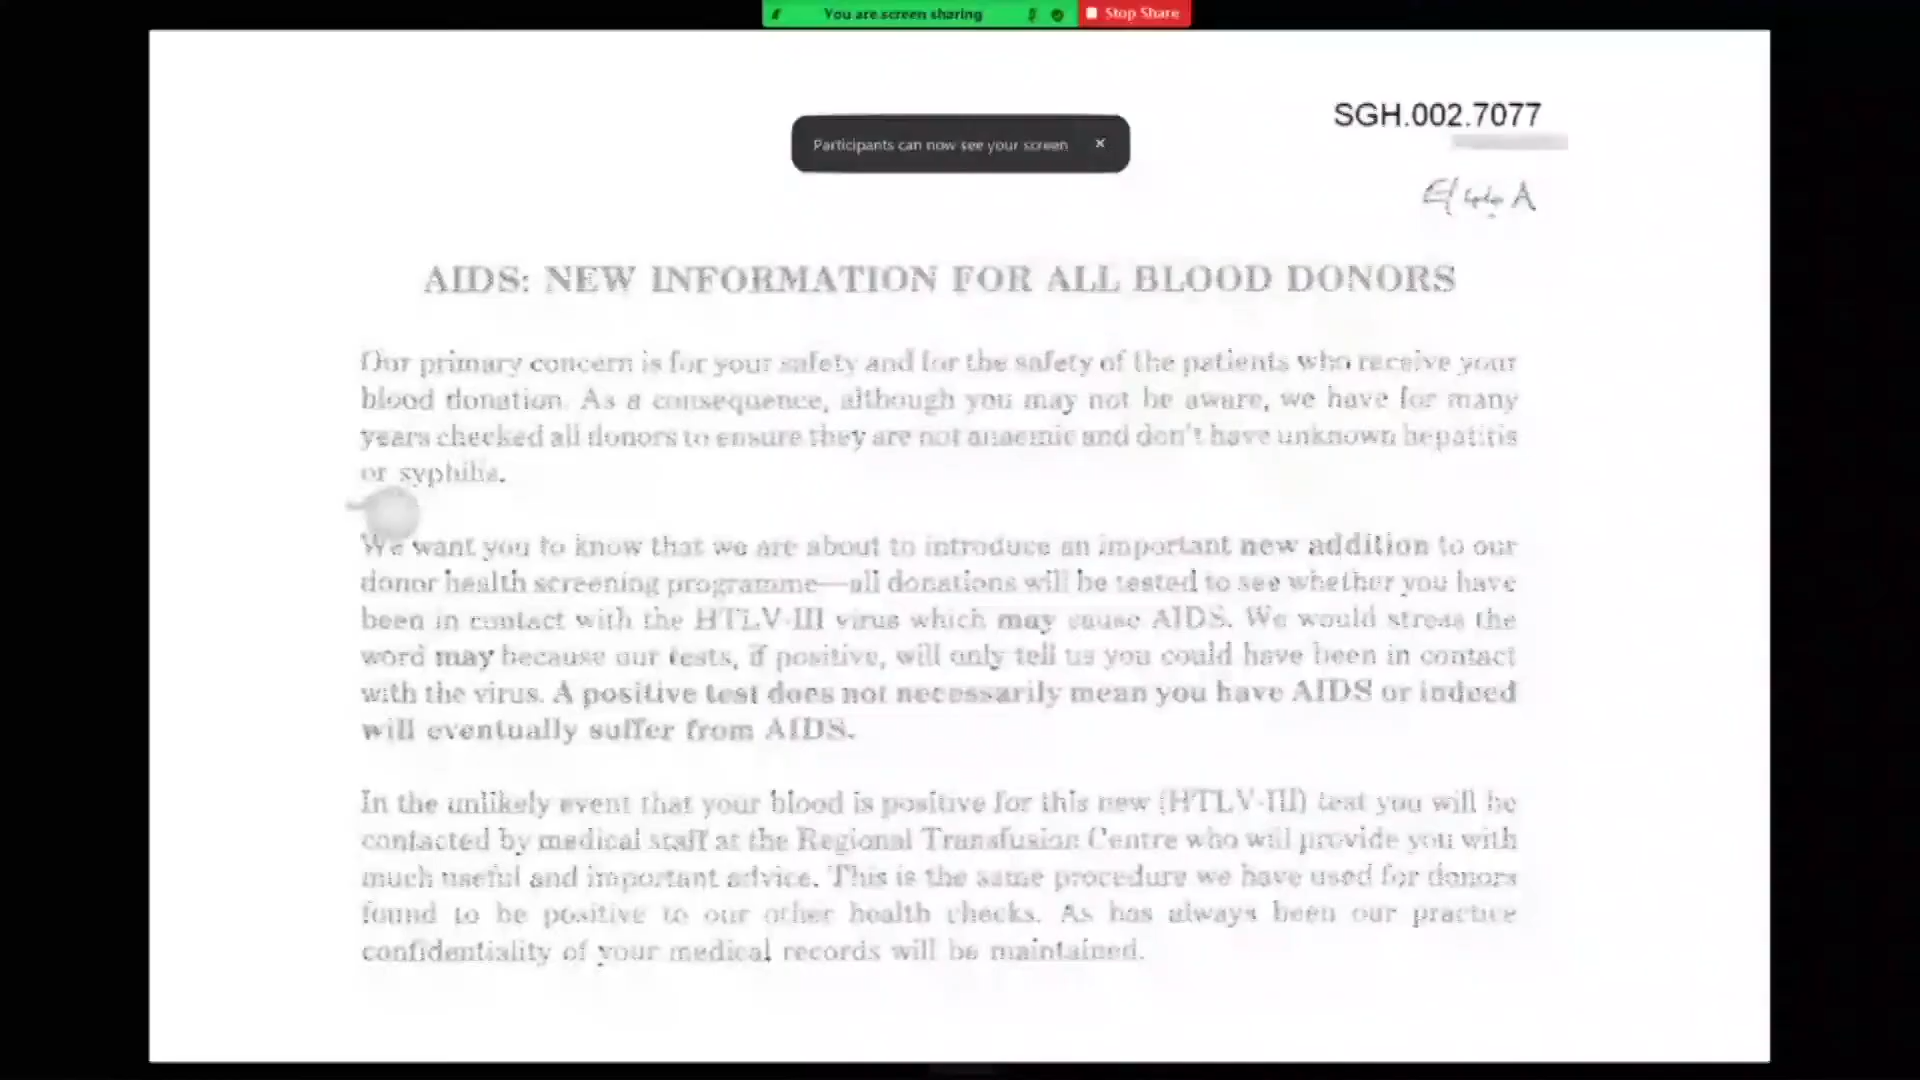 You are screen sharing
Stop Share
SGH.002.7077
Participants can now see your screen
AIDS: NEW INFORMATION FOR ALL BLOOD DONORS
Our primary concern is for your safety and for the safety of the patients who receive your
blood donation. As a consequence, although you may not be aware, we have for many
years checked all donors to ensure they are not anaemic and don't have unknown hepatitis
or syphilis.
We want you to know that we are about to introduce an important new addition to our
donor health screening programme—all donations will be tested to see whether you have
been in contact with the HTLV-III virus which may cause AIDS. We would stress the
word may because our tests, if positive, will only tell us you could have been in contact
with the virus. A positive test does not necessarily mean you have AIDS or indeed
will eventually suffer from AIDS.
In the unlikely event that your blood is positive for this new (HTLV-III) test you will be
contacted by medical staff at the Regional Transfusion Centre who will provide you with
much useful and important advice. This is the same procedure we have used for donors
found to be positive to our other health checks. As has always been our practice
confidentiality of your medical records will be maintained.